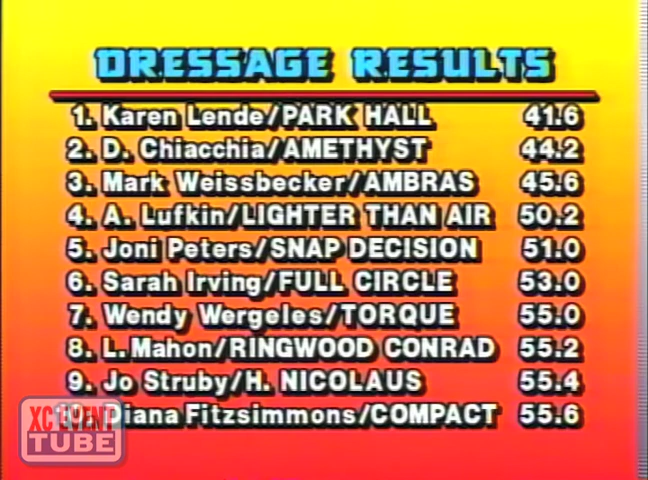 DRESSAGE RESULTS
1. Karen Lende/PARK HALL 41.6
2. D. Chiacchia/AMETHYST 44.2
3. Mark Weissbecker/AMBRAS 45.6
4. A. Lufkin/LIGHTER THAN AIR 50.2
5. Joni Peters/SNAP DECISION 51.0
6. Sarah Irving/FULL CIRCLE 53.0
7. Wendy Wergeles/TORQUE 55.0
8. L.Mahon/RINGWOOD CONRAD 55.2
9. Jo Struby/H. NICOLAUS 55.4
Diana Fitzsimmons/COMPACT 55.6
XC EVENT
TUBE